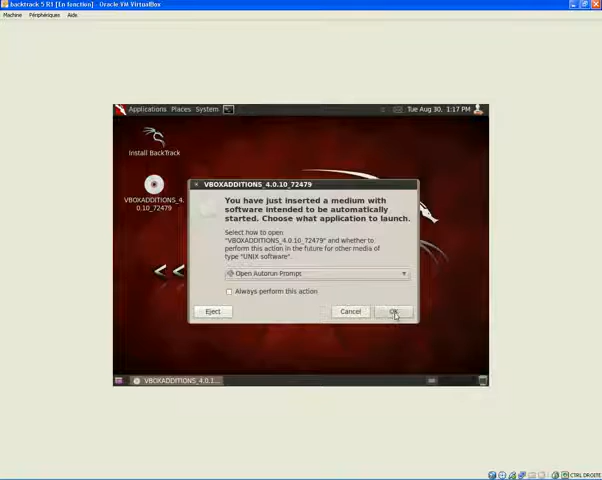 backtrack 5 R1 [En fonction] - Oracle VM VirtualBox
Machine Périphériques Aide
Applications Places System Tue Aug 30, 1:17 PM
Install BackTrack
VBOXADDITIONS_4.
0.10_72479
VBOXADDITIONS_4.0.10_72479
You have just inserted a medium with
software intended to be automatically
started. Choose what application to launch.
Select how to open
"VBOXADDITIONS_4.0.10_72479" and whether to
perform this action in the future for other media of
type "UNIX software".
Open Autorun Prompt
Always perform this action
Eject Cancel OK
<<
VBOXADDITIONS_4.0.1...
CTRL DROITE